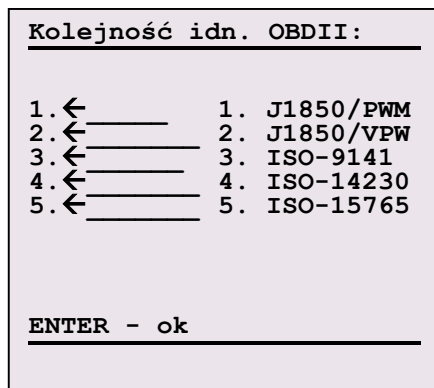 Kolejność idn. OBDII:
1.←_____ 1. J1850/PWM
2.←_______ 2. J1850/VPW
3.←______ 3. ISO-9141
4.←_______ 4. ISO-14230
5.←_______ 5. ISO-15765
ENTER - ok